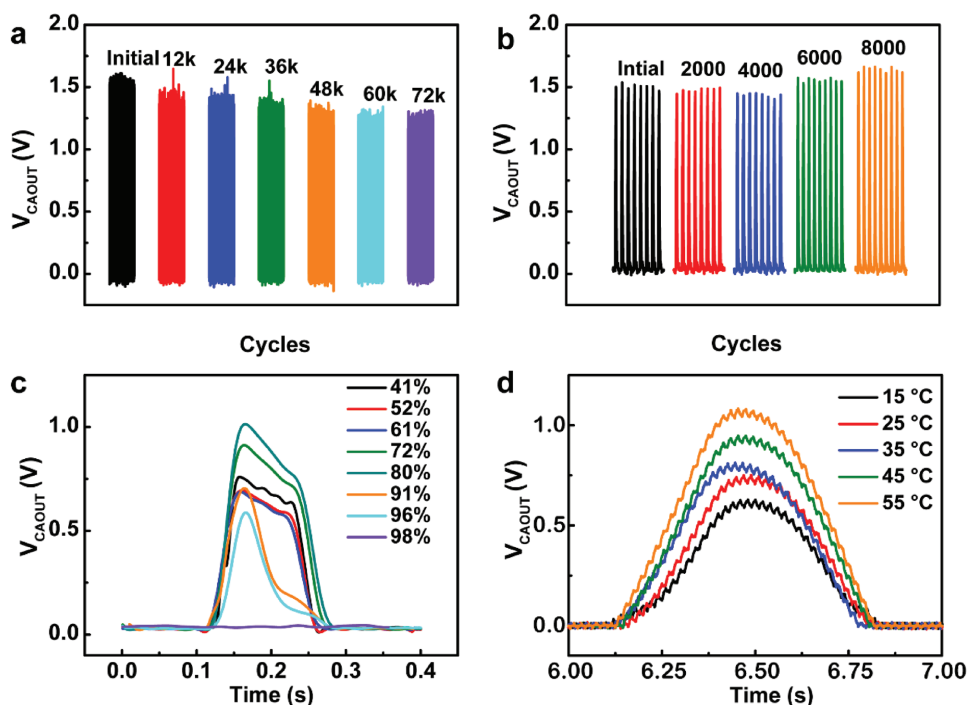 a
2.0
1.5
1.0
0.5
0.0
V_CAOUT (V)
Initial 12k 24k 36k 48k 60k 72k
Cycles
b
2.0
1.5
1.0
0.5
0.0
V_CAOUT (V)
Intial 2000 4000 6000 8000
Cycles
c
1.0
0.5
0.0
V_CAOUT (V)
41%
52%
61%
72%
80%
91%
96%
98%
0.0 0.1 0.2 0.3 0.4
Time (s)
d
1.0
0.5
0.0
V_CAOUT (V)
15 °C
25 °C
35 °C
45 °C
55 °C
6.00 6.25 6.50 6.75 7.00
Time (s)